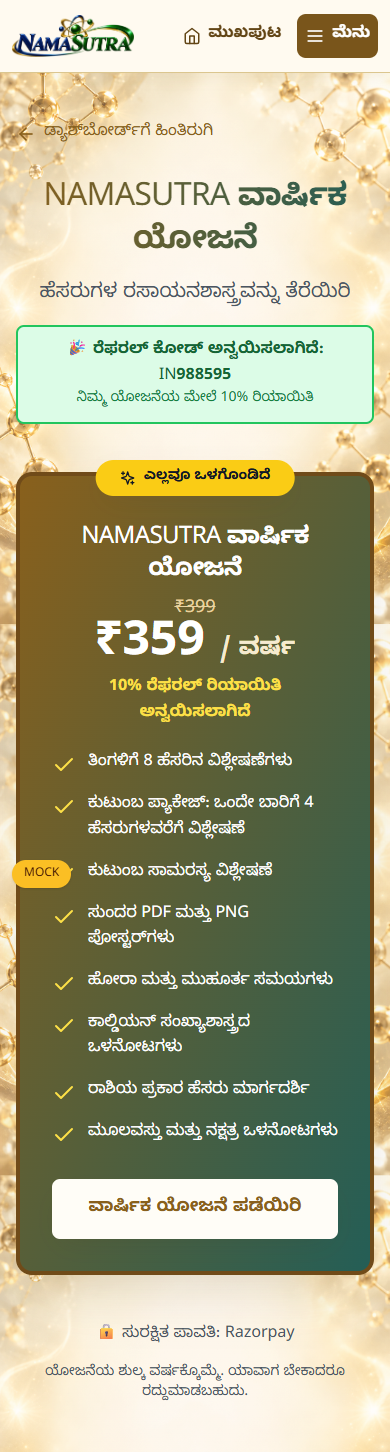 NAMASUTRA
ಮುಖಪುಟ
ಮೆನು
ಡ್ಯಾಶ್‌ಬೋರ್ಡ್‌ಗೆ ಹಿಂತಿರುಗಿ
NAMASUTRA ವಾರ್ಷಿಕ
ಯೋಜನೆ
ಹೆಸರುಗಳ ರಸಾಯನಶಾಸ್ತ್ರವನ್ನು ತೆರೆಯಿರಿ
ರೆಫರಲ್ ಕೋಡ್ ಅನ್ವಯಿಸಲಾಗಿದೆ:
IN988595
ನಿಮ್ಮ ಯೋಜನೆಯ ಮೇಲೆ 10% ರಿಯಾಯಿತಿ
ಎಲ್ಲವೂ ಒಳಗೊಂಡಿದೆ
NAMASUTRA ವಾರ್ಷಿಕ
ಯೋಜನೆ
₹399
₹359 / ವರ್ಷ
10% ರೆಫರಲ್ ರಿಯಾಯಿತಿ
ಅನ್ವಯಿಸಲಾಗಿದೆ
ತಿಂಗಳಿಗೆ 8 ಹೆಸರಿನ ವಿಶ್ಲೇಷಣೆಗಳು
ಕುಟುಂಬ ಪ್ಯಾಕೇಜ್: ಒಂದೇ ಬಾರಿಗೆ 4
ಹೆಸರುಗಳವರೆಗೆ ವಿಶ್ಲೇಷಣೆ
MOCK
ಕುಟುಂಬ ಸಾಮರಸ್ಯ ವಿಶ್ಲೇಷಣೆ
ಸುಂದರ PDF ಮತ್ತು PNG
ಪೋಸ್ಟರ್‌ಗಳು
ಹೋರಾ ಮತ್ತು ಮುಹೂರ್ತ ಸಮಯಗಳು
ಕಾಲ್ಡಿಯನ್ ಸಂಖ್ಯಾಶಾಸ್ತ್ರದ
ಒಳನೋಟಗಳು
ರಾಶಿಯ ಪ್ರಕಾರ ಹೆಸರು ಮಾರ್ಗದರ್ಶಿ
ಮೂಲವಸ್ತು ಮತ್ತು ನಕ್ಷತ್ರ ಒಳನೋಟಗಳು
ವಾರ್ಷಿಕ ಯೋಜನೆ ಪಡೆಯಿರಿ
ಸುರಕ್ಷಿತ ಪಾವತಿ: Razorpay
ಯೋಜನೆಯ ಶುಲ್ಕ ವರ್ಷಕ್ಕೊಮ್ಮೆ. ಯಾವಾಗ ಬೇಕಾದರೂ
ರದ್ದುಮಾಡಬಹುದು.